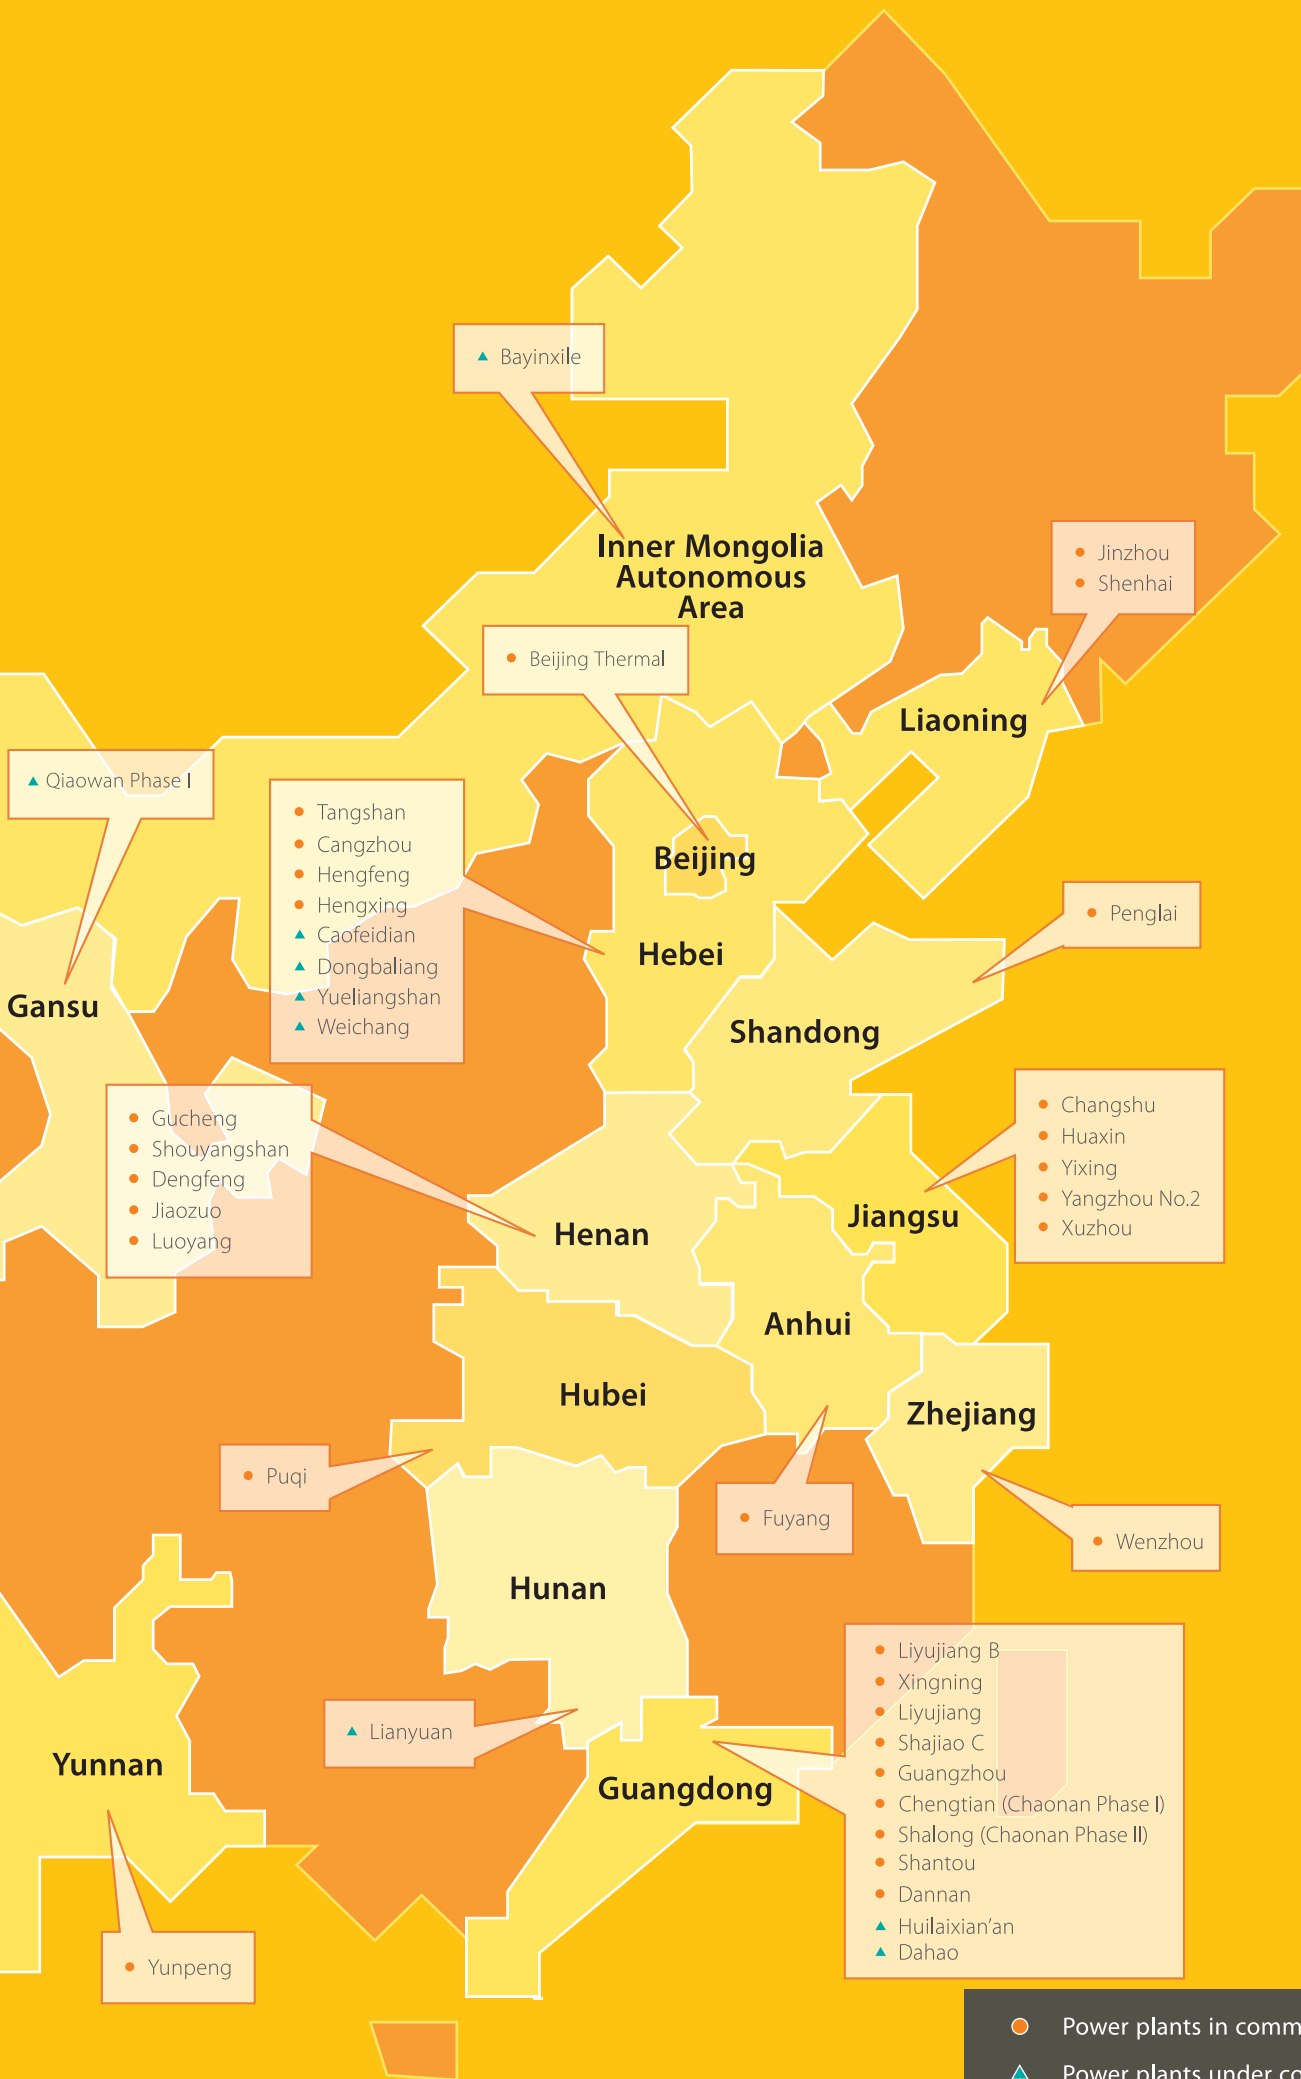 Bayinxile
Inner Mongolia
Autonomous
Area
Jinzhou
Shenhai
Beijing Thermal
Liaoning
Qiaowan Phase I
Tangshan
Cangzhou
Hengfeng
Hengxing
Caofeidian
Dongbaliang
Yueliangshan
Weichang
Beijing
Penglai
Hebei
Gansu
Shandong
Gucheng
Shouyangshan
Dengfeng
Jiaozuo
Luoyang
Changshu
Huaxin
Yixing
Yangzhou No.2
Xuzhou
Henan
Jiangsu
Anhui
Hubei
Zhejiang
Puqi
Fuyang
Wenzhou
Hunan
Liyujiang B
Xingning
Liyujiang
Shajiao C
Guangzhou
Chengtian (Chaonan Phase I)
Shalong (Chaonan Phase II)
Shantou
Dannan
Huilaixian'an
Dahao
Lianyuan
Yunnan
Guangdong
Yunpeng
Power plants in comm
Power plants under co